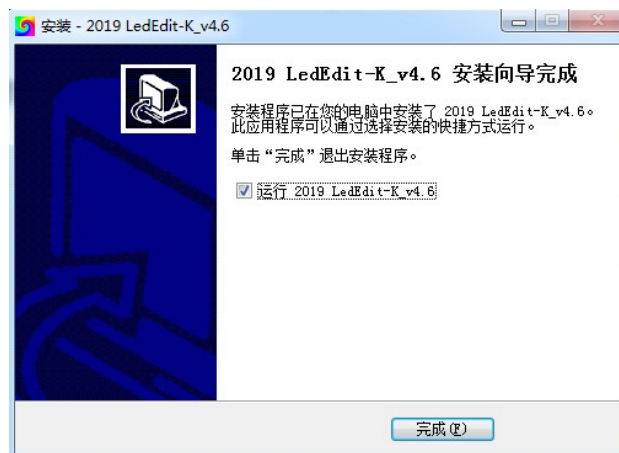 安装 - 2019 LedEdit-K_v4.6
2019 LedEdit-K_v4.6 安装向导完成
安装程序已在您的电脑中安装了 2019 LedEdit-K_v4.6。
此应用程序可以通过选择安装的快捷方式运行。
单击“完成”退出安装程序。
运行 2019 LedEdit-K_v4.6
完成(F)